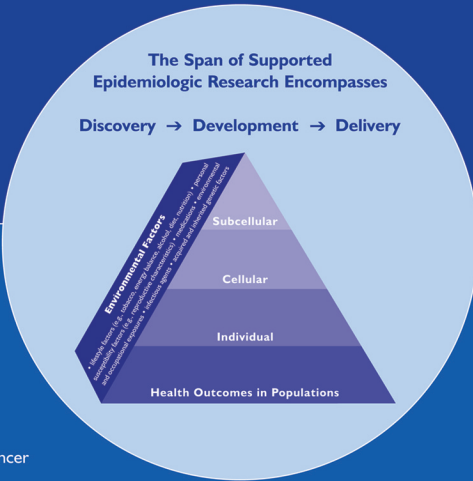 The Span of Supported
Epidemiologic Research Encompasses
Discovery → Development → Delivery
Environmental Factors
• lifestyle factors (e.g., tobacco, energy balance, alcohol, diet, nutrition) • personal
susceptibility factors (e.g., reproductive characteristics) • medications • environmental
and occupational exposures • infectious agents • acquired and inherited genetic factors
Subcellular
Cellular
Individual
Health Outcomes in Populations
ncer